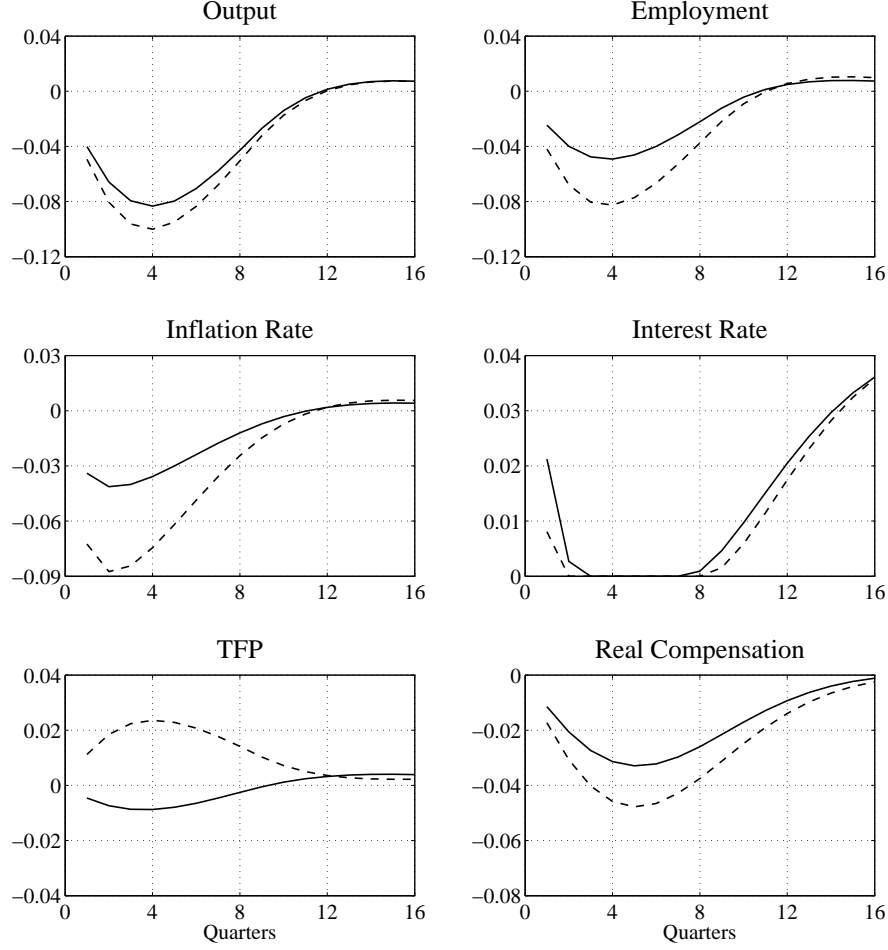 Output
0.04
0
−0.04
−0.08
−0.12
0 4 8 12 16
Employment
0.04
0
−0.04
−0.08
−0.12
0 4 8 12 16
Inflation Rate
0.03
0
−0.03
−0.06
−0.09
0 4 8 12 16
Interest Rate
0.04
0.03
0.02
0.01
0
0 4 8 12 16
TFP
0.04
0.02
0
−0.02
−0.04
0 4 8 12 16
Quarters
Real Compensation
0
−0.02
−0.04
−0.06
−0.08
0 4 8 12 16
Quarters